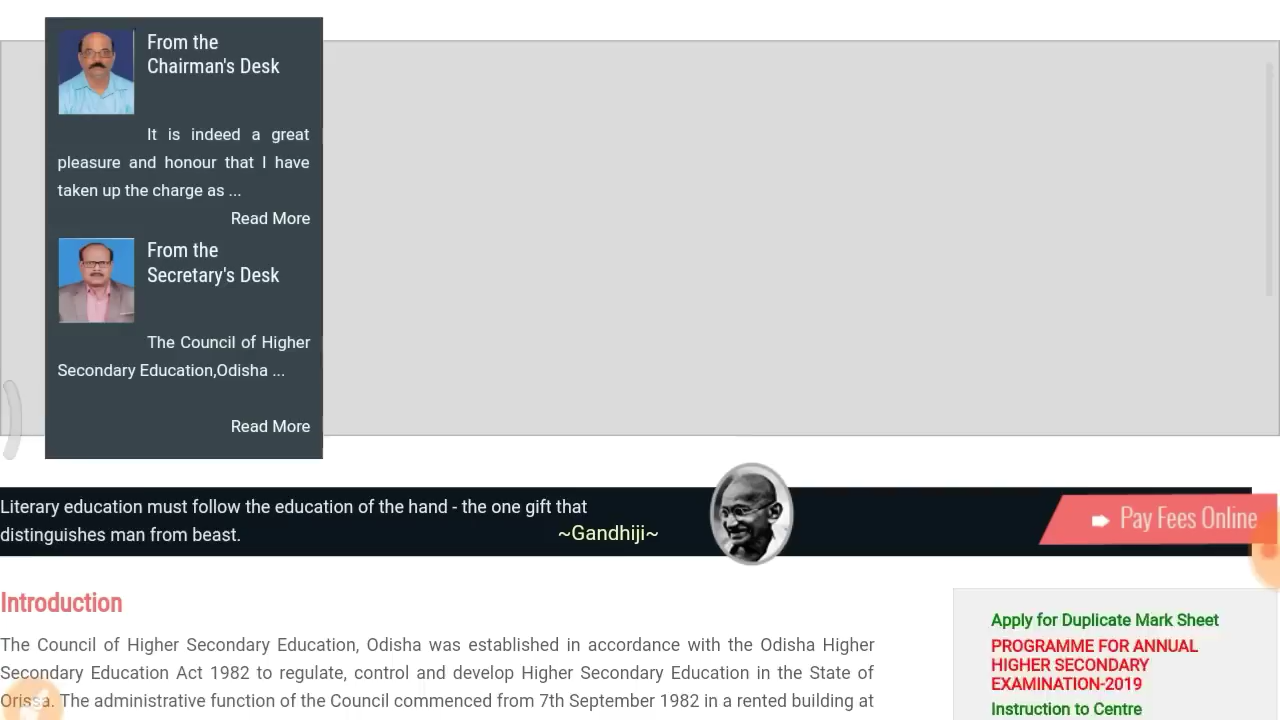 From the
Chairman's Desk
It is indeed a great
pleasure and honour that I have
taken up the charge as ...
Read More
From the
Secretary's Desk
The Council of Higher
Secondary Education,Odisha ...
Read More
Literary education must follow the education of the hand - the one gift that
distinguishes man from beast.
~Gandhiji~
Pay Fees Online
Introduction
The Council of Higher Secondary Education, Odisha was established in accordance with the Odisha Higher
Secondary Education Act 1982 to regulate, control and develop Higher Secondary Education in the State of
Orissa. The administrative function of the Council commenced from 7th September 1982 in a rented building at
Apply for Duplicate Mark Sheet
PROGRAMME FOR ANNUAL
HIGHER SECONDARY
EXAMINATION-2019
Instruction to Centre